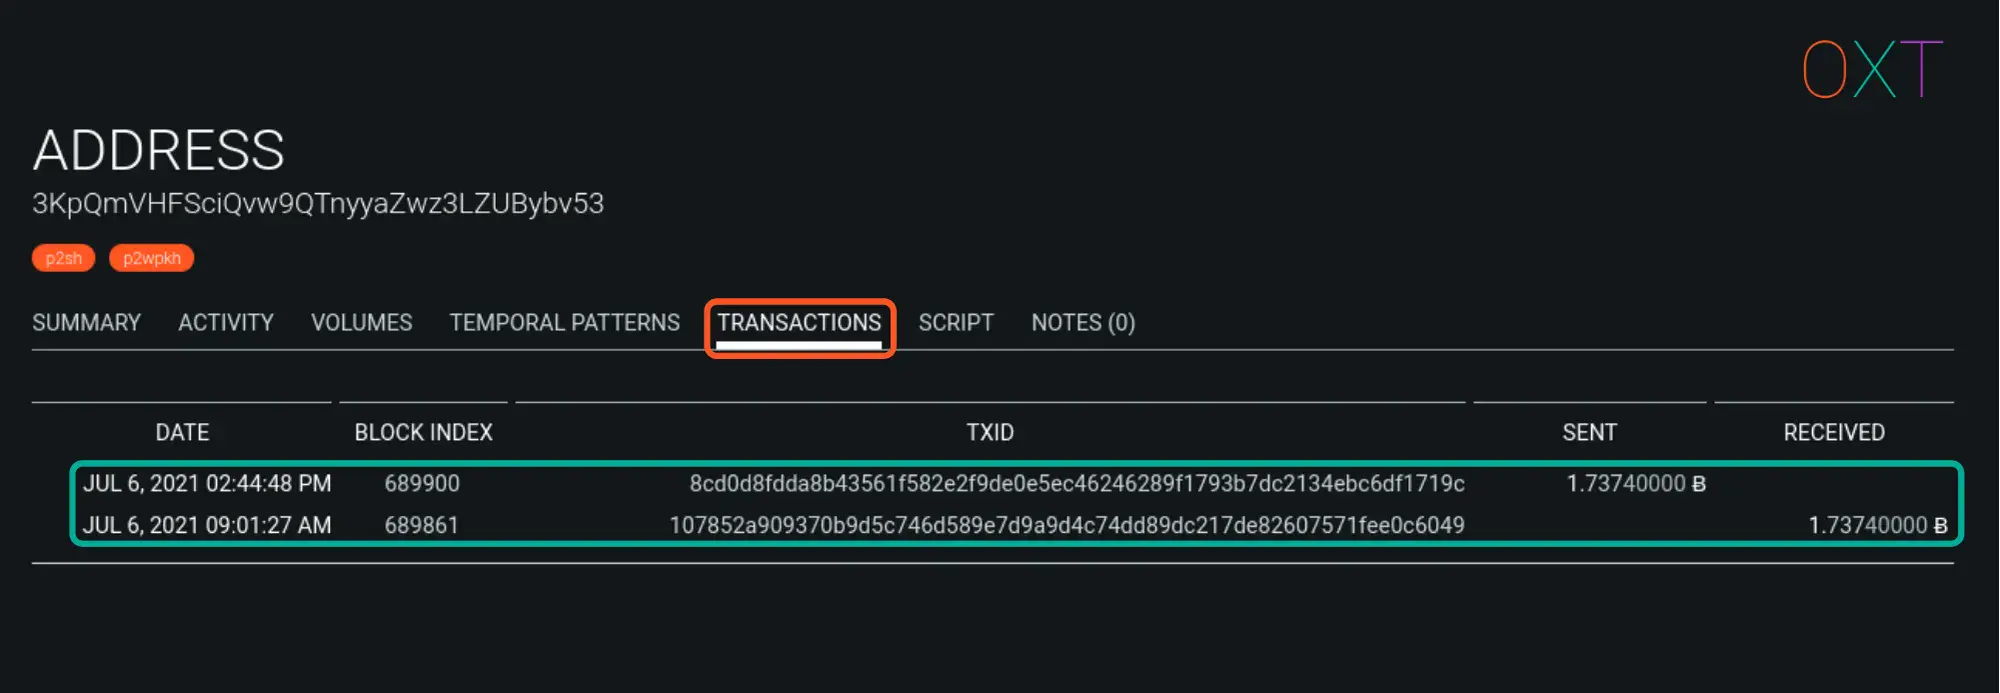 OXT
ADDRESS
3KpQmVHFSciQvw9QTnyyaZwz3LZUBybv53
p2sh p2wpkh
SUMMARY ACTIVITY VOLUMES TEMPORAL PATTERNS TRANSACTIONS SCRIPT NOTES (0)
DATE BLOCK INDEX TXID SENT RECEIVED
JUL 6, 2021 02:44:48 PM 689900 8cd0d8fdda8b43561f582e2f9de0e5ec46246289f1793b7dc2134ebc6df1719c 1.73740000 Ƀ
JUL 6, 2021 09:01:27 AM 689861 107852a909370b9d5c746d589e7d9a9d4c74dd89dc217de82607571fee0c6049 1.73740000 Ƀ